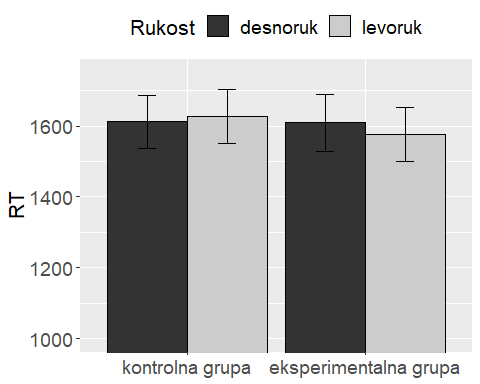 Rukost desnoruk levoruk
1600
1400
1200
1000
RT
kontrolna grupa eksperimentalna grupa